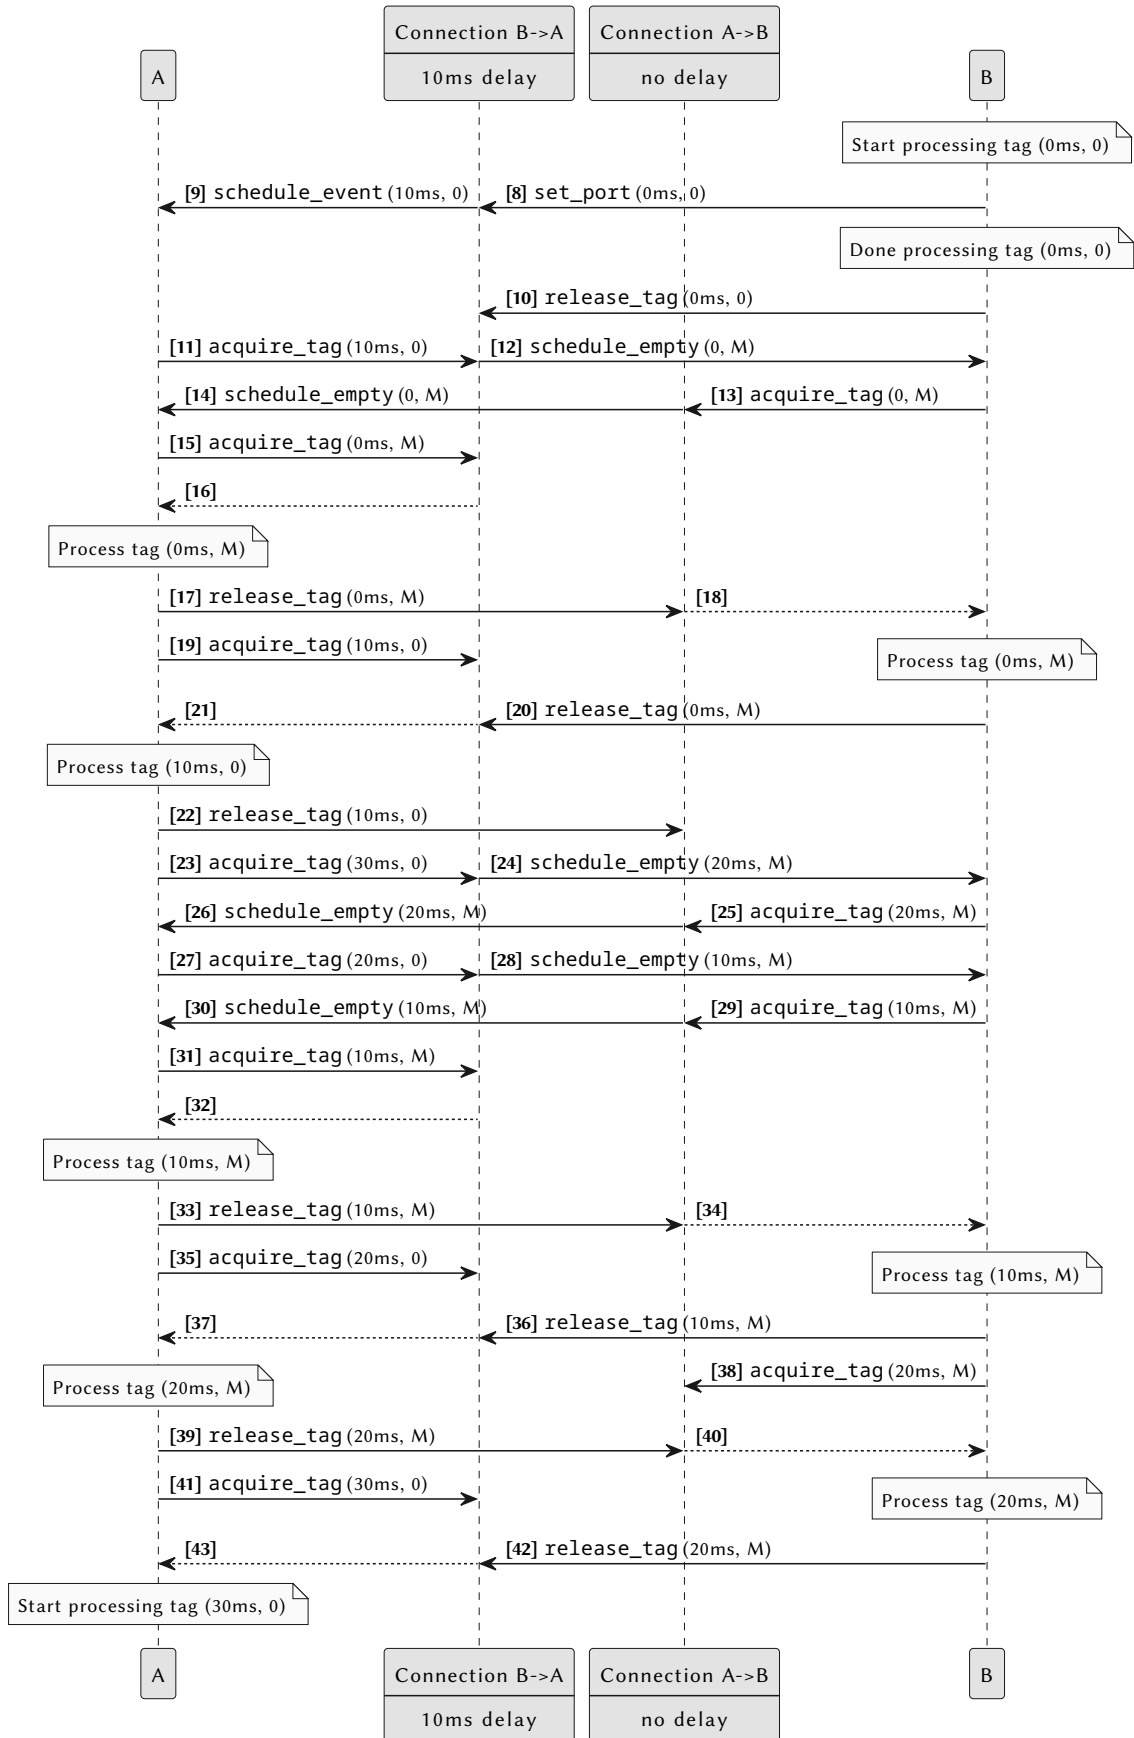 Connection B->A
Connection A->B
A
10ms delay
no delay
B
Start processing tag (0ms, 0)
[9] schedule_event (10ms, 0)
[8] set_port (0ms, 0)
Done processing tag (0ms, 0)
[10] release_tag (0ms, 0)
[11] acquire_tag (10ms, 0)
[12] schedule_empty (0, M)
[14] schedule_empty (0, M)
[13] acquire_tag (0, M)
[15] acquire_tag (0ms, M)
[16]
Process tag (0ms, M)
[17] release_tag (0ms, M)
[18]
[19] acquire_tag (10ms, 0)
Process tag (0ms, M)
[21]
[20] release_tag (0ms, M)
Process tag (10ms, 0)
[22] release_tag (10ms, 0)
[23] acquire_tag (30ms, 0)
[24] schedule_empty (20ms, M)
[26] schedule_empty (20ms, M)
[25] acquire_tag (20ms, M)
[27] acquire_tag (20ms, 0)
[28] schedule_empty (10ms, M)
[30] schedule_empty (10ms, M)
[29] acquire_tag (10ms, M)
[31] acquire_tag (10ms, M)
[32]
Process tag (10ms, M)
[33] release_tag (10ms, M)
[34]
[35] acquire_tag (20ms, 0)
Process tag (10ms, M)
[37]
[36] release_tag (10ms, M)
Process tag (20ms, M)
[38] acquire_tag (20ms, M)
[39] release_tag (20ms, M)
[40]
[41] acquire_tag (30ms, 0)
Process tag (20ms, M)
[43]
[42] release_tag (20ms, M)
Start processing tag (30ms, 0)
A
Connection B->A
Connection A->B
B
10ms delay
no delay